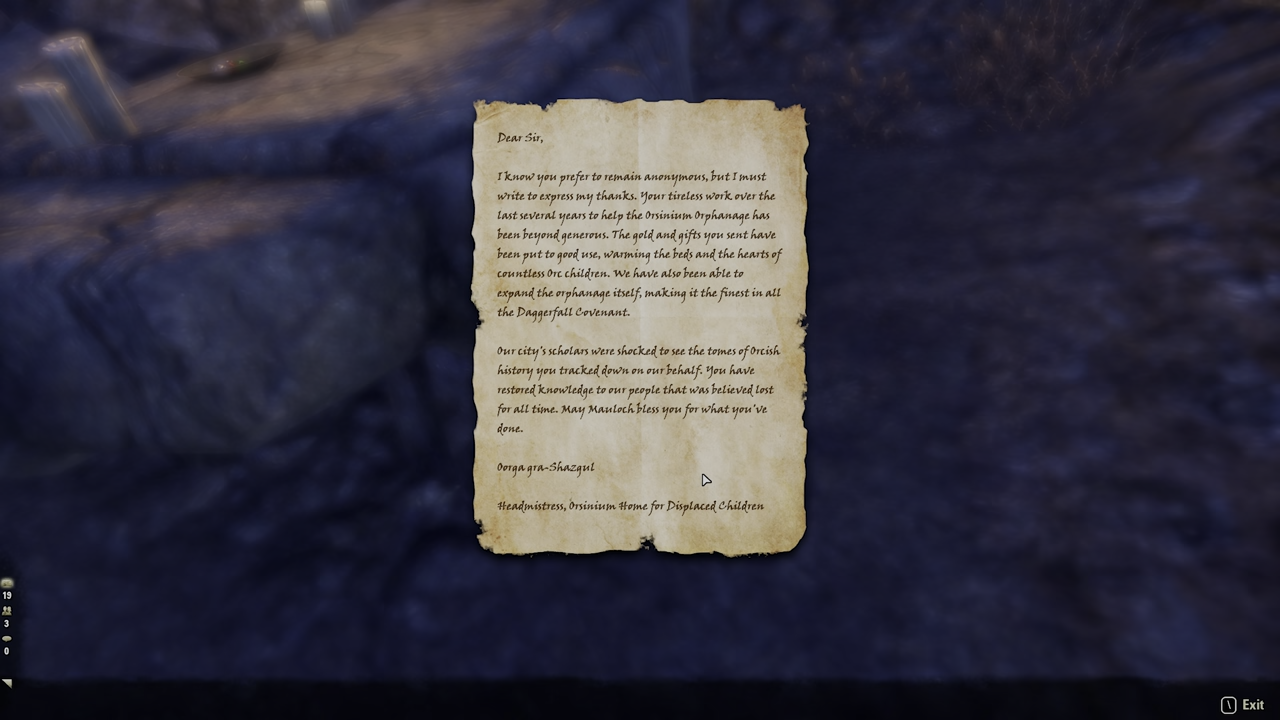 Dear Sir,
I know you prefer to remain anonymous, but I must
write to express my thanks. Your tireless work over the
last several years to help the Orsinium Orphanage has
been beyond generous. The gold and gifts you sent have
been put to good use, warming the beds and the hearts of
countless Orc children. We have also been able to
expand the orphanage itself, making it the finest in all
the Daggerfall Covenant.
Our city's scholars were shocked to see the tomes of Orcish
history you tracked down on our behalf. You have
restored knowledge to our people that was believed lost
for all time. May Mauloch bless you for what you've
done.
Oorga gra-Shazgul
Headmistress, Orsinium Home for Displaced Children
19
3
0
\ Exit